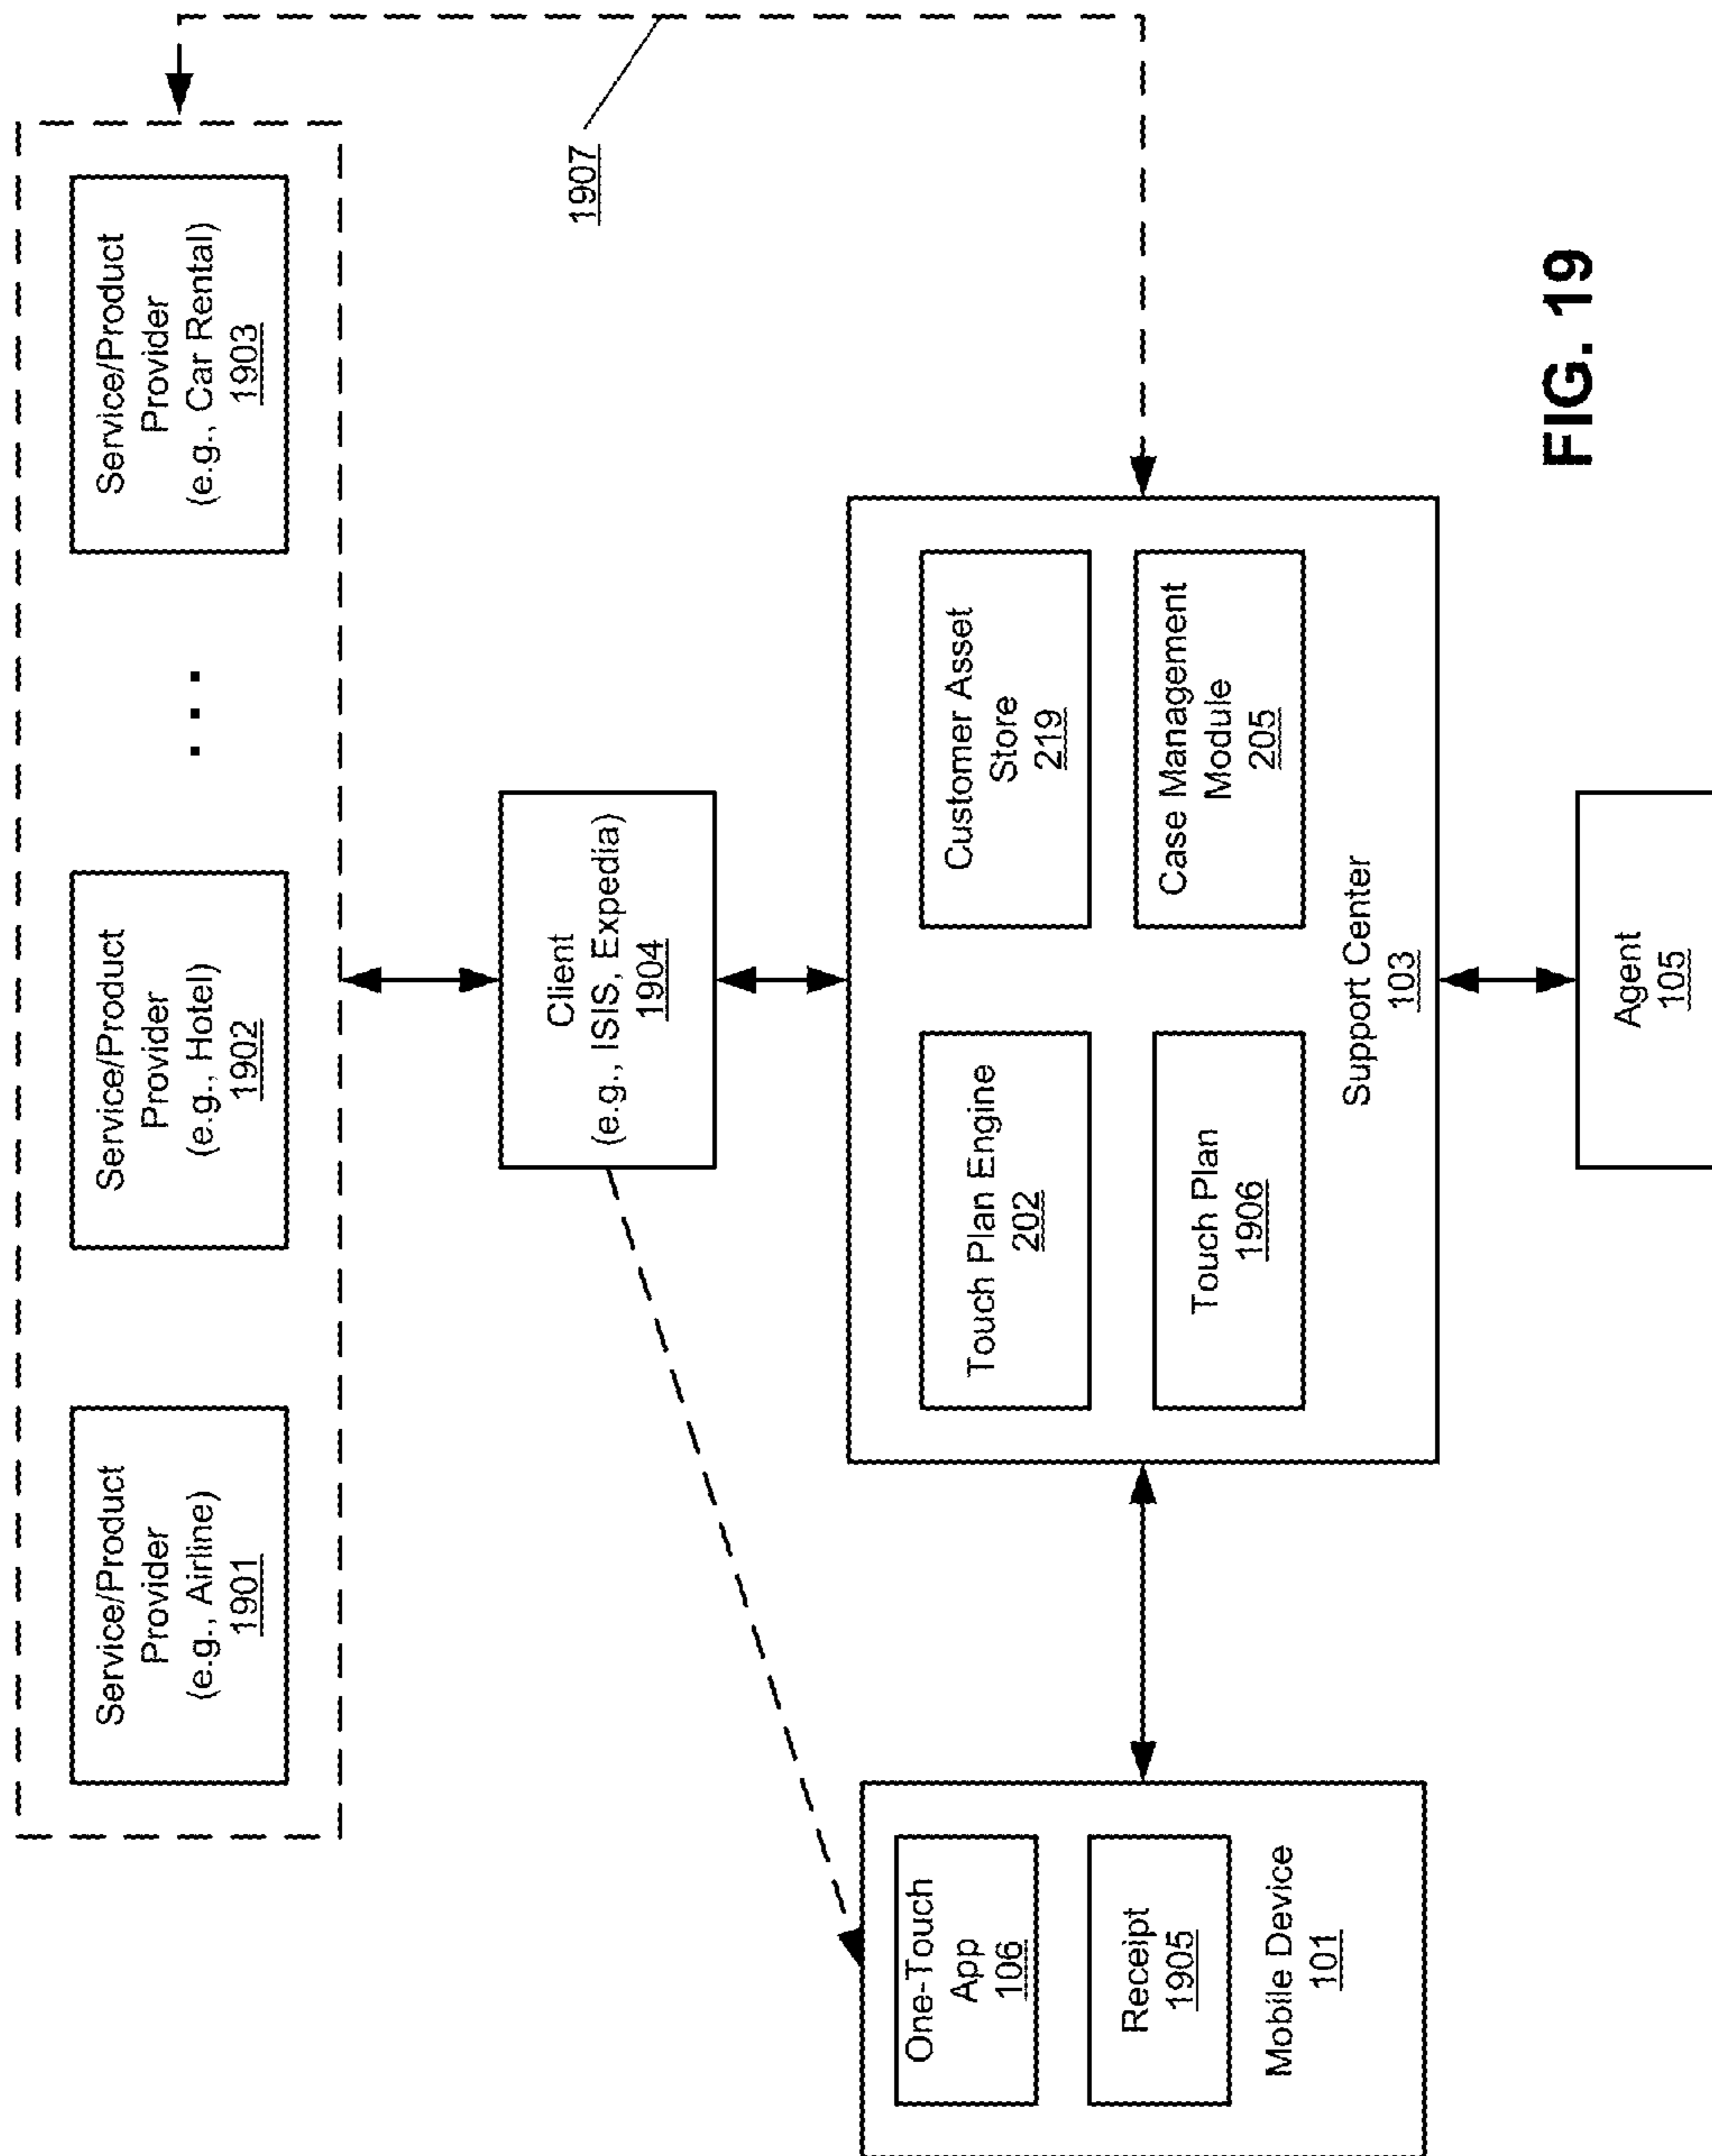 Service/Product
Provider
(e.g., Airline)
1901
Service/Product
Provider
(e.g., Hotel)
1902
. . .
Service/Product
Provider
(e.g., Car Rental)
1903
Client
(e.g., ISIS, Expedia)
1904
1907
One-Touch
App
106
Receipt
1905
Mobile Device
101
Touch Plan Engine
202
Customer Asset
Store
219
Touch Plan
1906
Case Management
Module
205
Support Center
103
Agent
105
FIG. 19